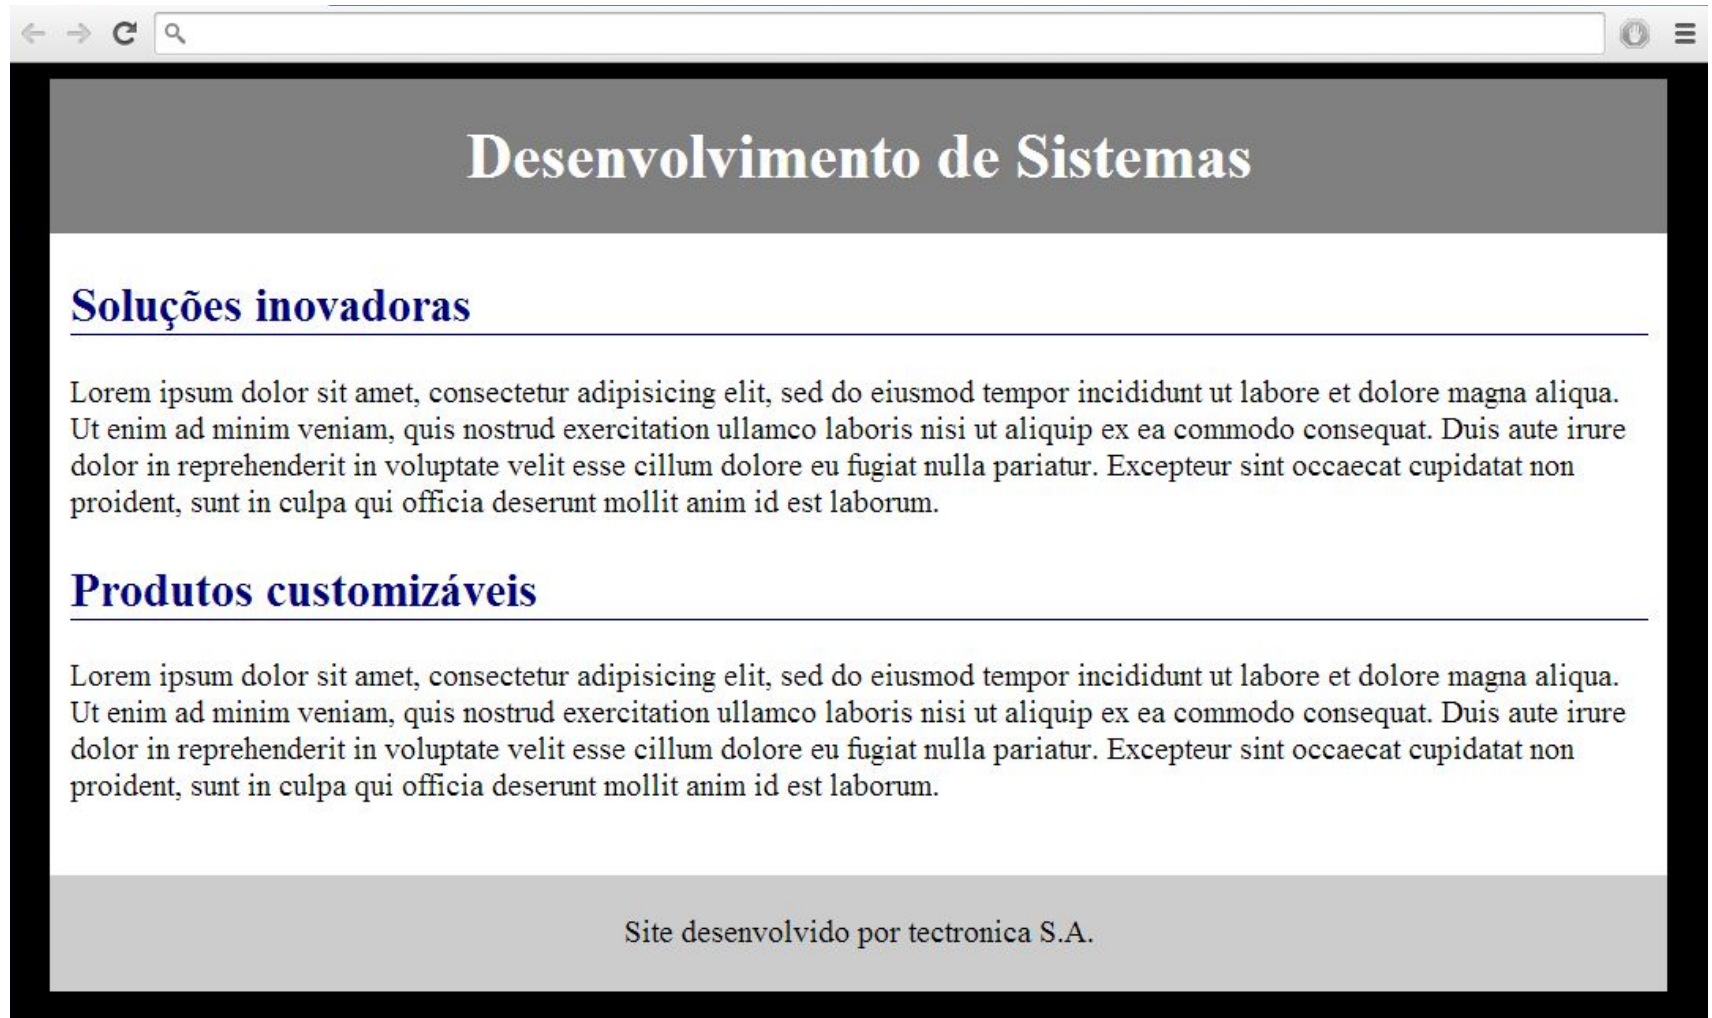 Desenvolvimento de Sistemas
Soluções inovadoras
Lorem ipsum dolor sit amet, consectetur adipisicing elit, sed do eiusmod tempor incididunt ut labore et dolore magna aliqua.
Ut enim ad minim veniam, quis nostrud exercitation ullamco laboris nisi ut aliquip ex ea commodo consequat. Duis aute irure
dolor in reprehenderit in voluptate velit esse cillum dolore eu fugiat nulla pariatur. Excepteur sint occaecat cupidatat non
proident, sunt in culpa qui officia deserunt mollit anim id est laborum.
Produtos customizáveis
Lorem ipsum dolor sit amet, consectetur adipisicing elit, sed do eiusmod tempor incididunt ut labore et dolore magna aliqua.
Ut enim ad minim veniam, quis nostrud exercitation ullamco laboris nisi ut aliquip ex ea commodo consequat. Duis aute irure
dolor in reprehenderit in voluptate velit esse cillum dolore eu fugiat nulla pariatur. Excepteur sint occaecat cupidatat non
proident, sunt in culpa qui officia deserunt mollit anim id est laborum.
Site desenvolvido por tectronica S.A.